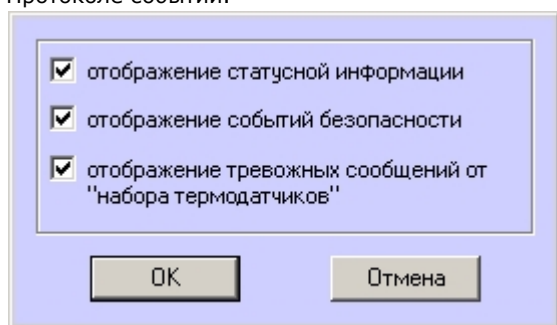 Протоколе событий.
отображение статусной информации
отображение событий безопасности
отображение тревожных сообщений от
"набора термодатчиков"
OK
Отмена